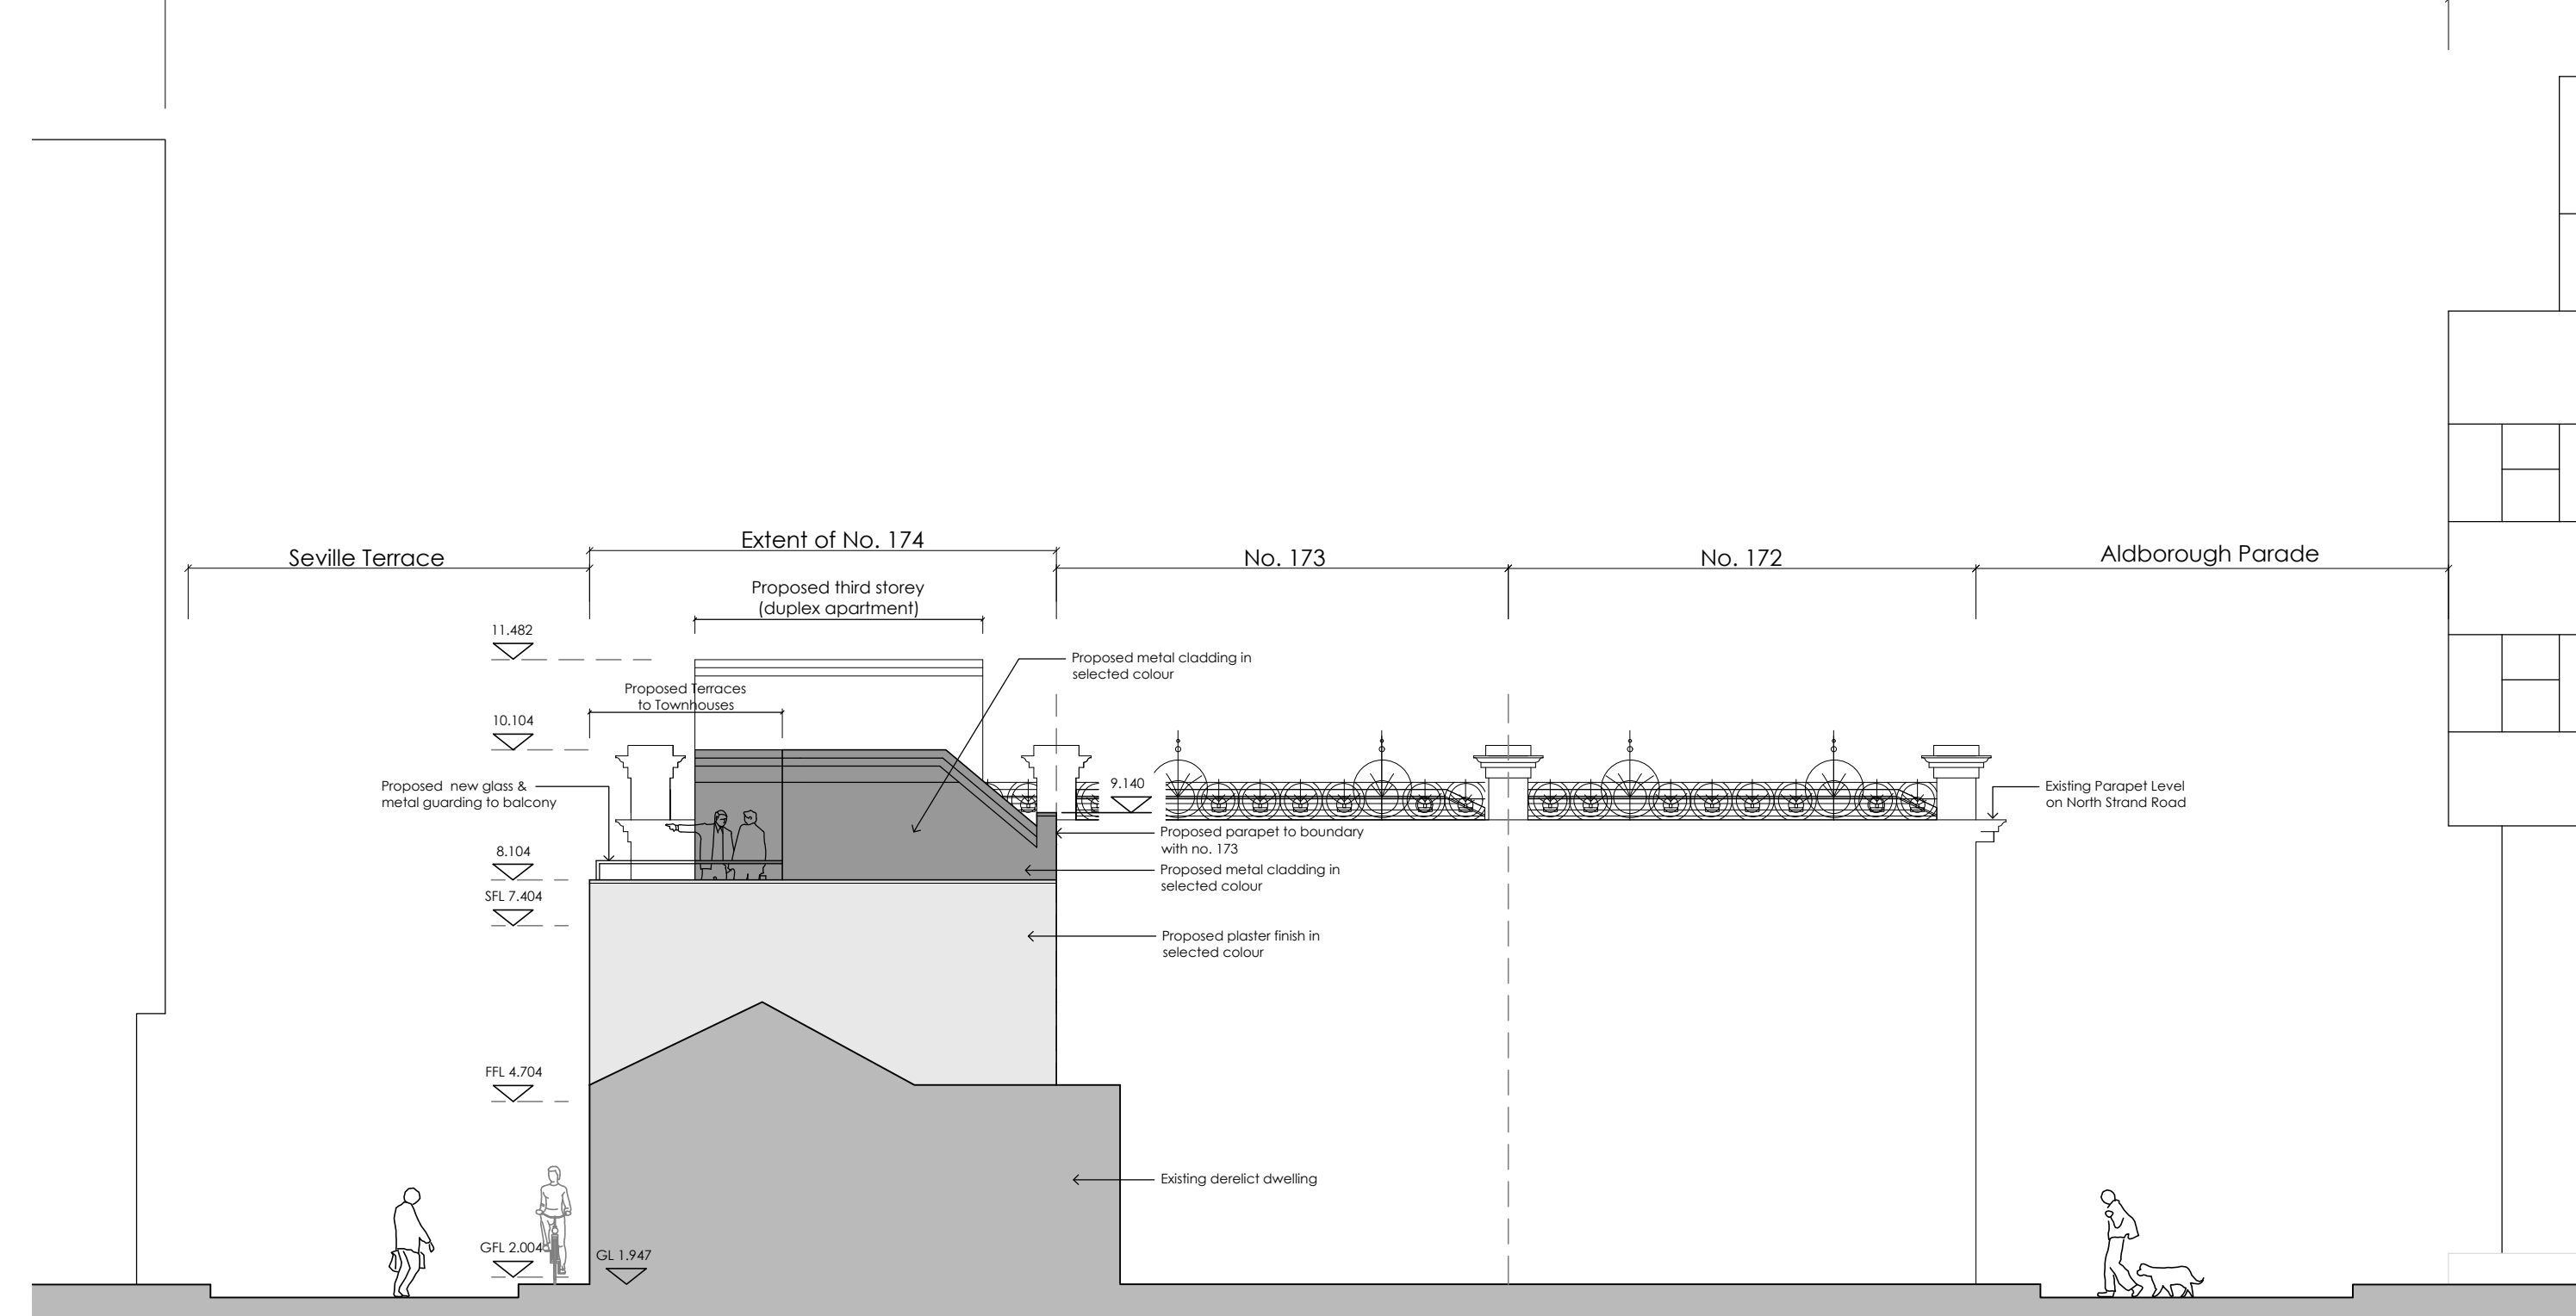 Extent of No. 174
Seville Terrace
No. 173
No. 172
Aldborough Parade
Proposed third storey
(duplex apartment)
11.482
Proposed metal cladding in
selected colour
Proposed Terraces
to Townhouses
10.104
Proposed new glass &
metal guarding to balcony
9.140
Existing Parapet Level
on North Strand Road
Proposed parapet to boundary
with no. 173
8.104
Proposed metal cladding in
selected colour
SFL 7.404
Proposed plaster finish in
selected colour
FFL 4.704
Existing derelict dwelling
GFL 2.004
GL 1.947